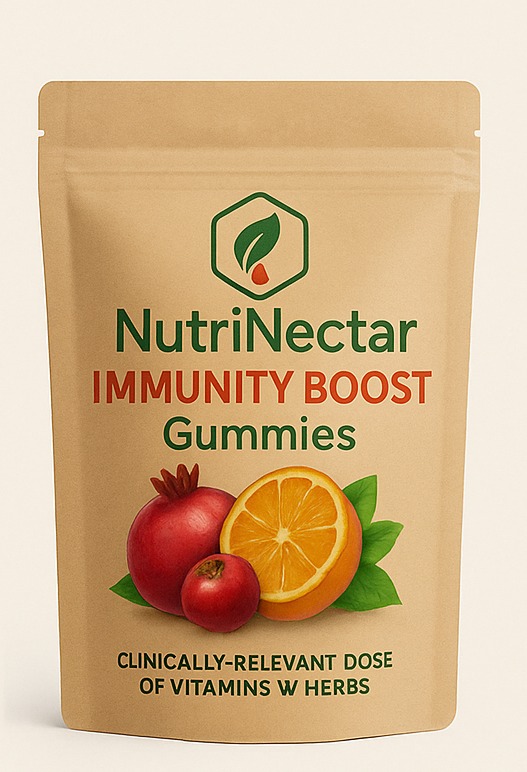 NutriNectar
IMMUNITY BOOST
Gummies
CLINICALLY-RELEVANT DOSE
OF VITAMINS W HERBS